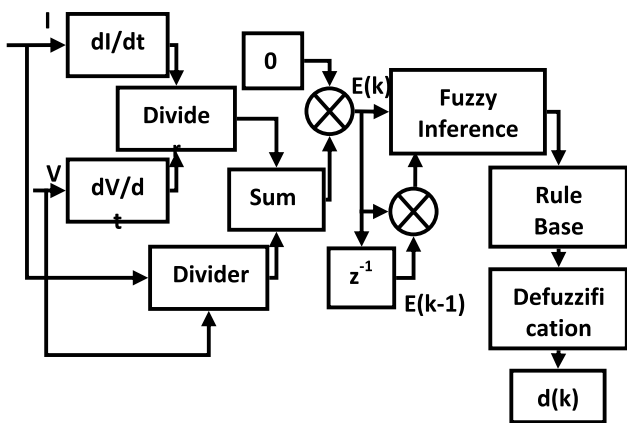 I
dI/dt
0
E(k)
Fuzzy
Inference
Divide
r
V
dV/d
t
Sum
Rule
Base
Divider
z-1
E(k-1)
Defuzzifi
cation
d(k)